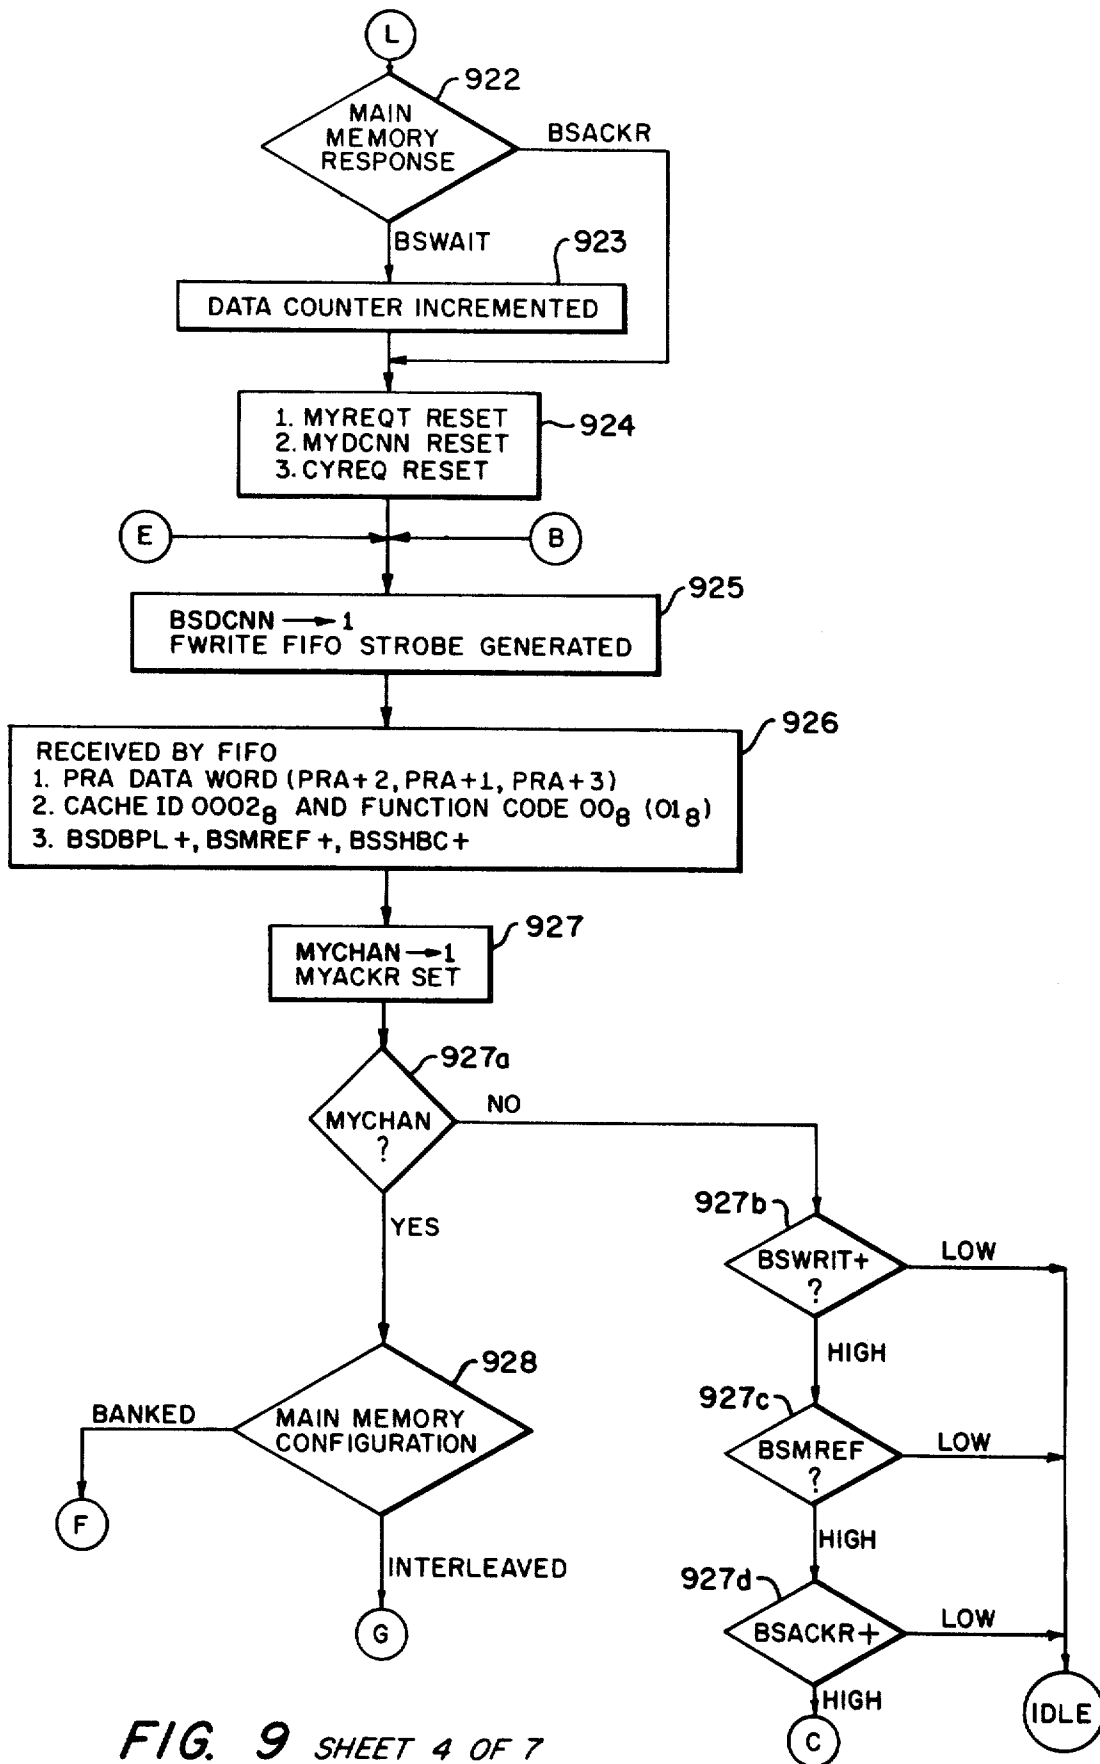 L
922
MAIN
MEMORY
RESPONSE
BSACKR
BSWAIT
923
DATA COUNTER INCREMENTED
1. MYREQT RESET
2. MYDCNN RESET
3. CYREQ RESET
924
E
B
925
BSDCNN → 1
FWRITE FIFO STROBE GENERATED
926
RECEIVED BY FIFO
1. PRA DATA WORD (PRA+2, PRA+1, PRA+3)
2. CACHE ID 0002₈ AND FUNCTION CODE 00₈ (01₈)
3. BSDBPL+, BSMREF+, BSSHBC+
927
MYCHAN → 1
MYACKR SET
927a
MYCHAN
?
NO
YES
927b
BSWRIT+
?
LOW
HIGH
928
MAIN MEMORY
CONFIGURATION
BANKED
F
INTERLEAVED
G
927c
BSMREF
?
LOW
HIGH
927d
BSACKR+
LOW
HIGH
C
IDLE
FIG. 9 SHEET 4 OF 7